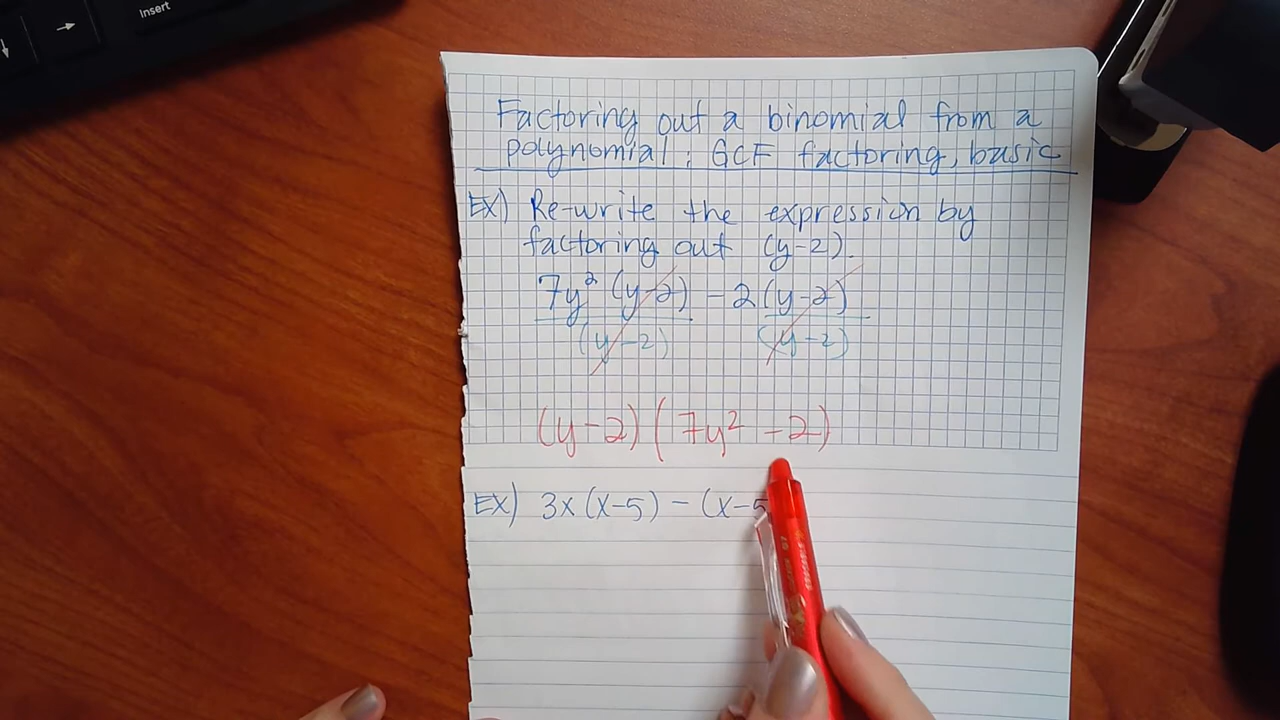 Insert
Factoring out a binomial from a
polynomial: GCF factoring, basic
EX) Re-write the expression by
factoring out (y-2).
7y² (y-2) - 2 (y-2)
(y-2) (y-2)
(y-2) (7y² - 2)
EX) 3x (x-5) - (x-5